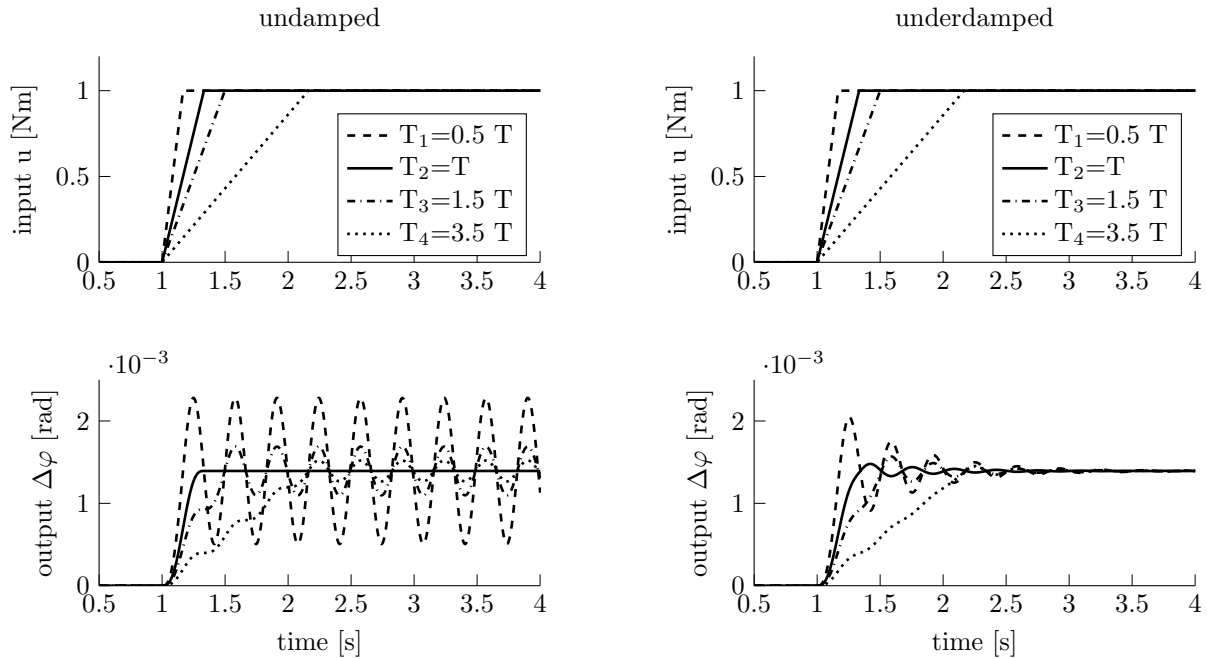 undamped
input u [Nm]
1
0.5
0
0.5 1 1.5 2 2.5 3 3.5 4
T₁=0.5 T
T₂=T
T₃=1.5 T
T₄=3.5 T
output Δφ [rad]
·10⁻³
2
1
0
0.5 1 1.5 2 2.5 3 3.5 4
time [s]
underdamped
input u [Nm]
1
0.5
0
0.5 1 1.5 2 2.5 3 3.5 4
T₁=0.5 T
T₂=T
T₃=1.5 T
T₄=3.5 T
output Δφ [rad]
·10⁻³
2
1
0
0.5 1 1.5 2 2.5 3 3.5 4
time [s]